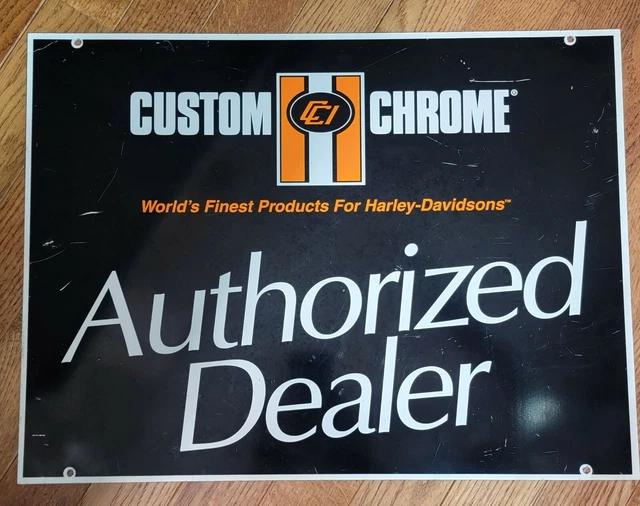 CUSTOM CCI CHROME®
World's Finest Products For Harley-Davidsons™
Authorized
Dealer